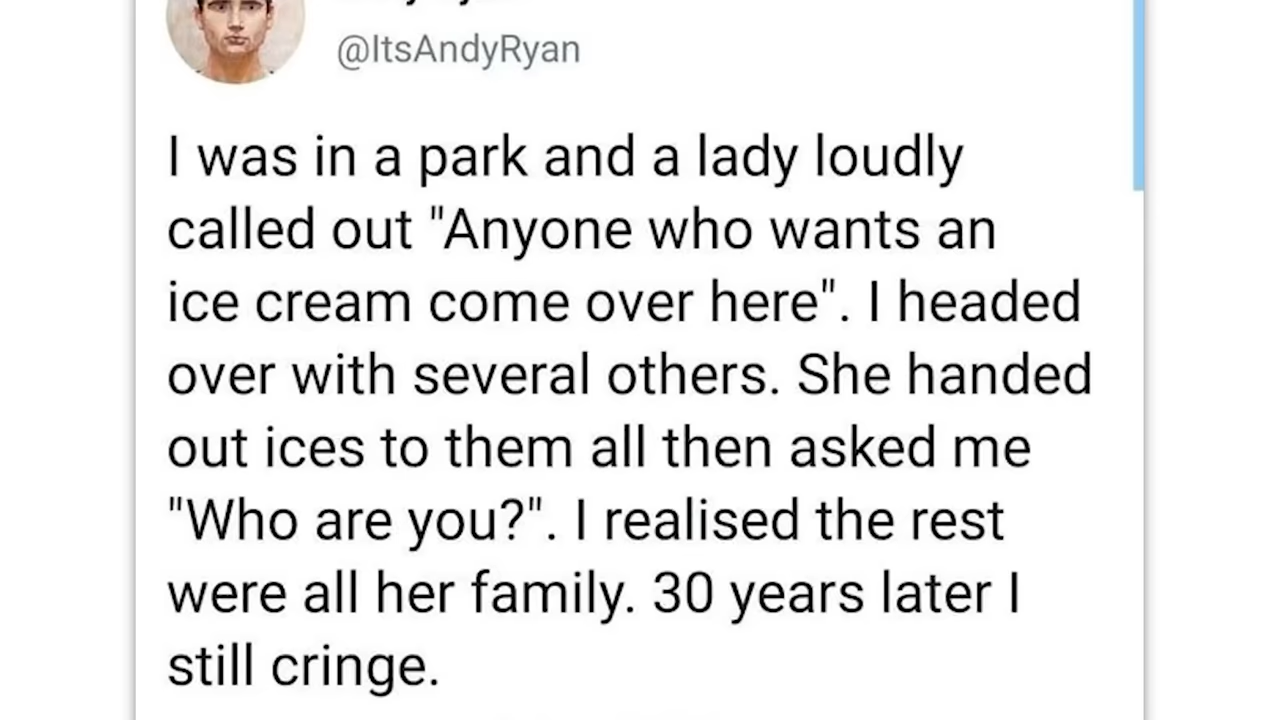 @ItsAndyRyan
I was in a park and a lady loudly
called out "Anyone who wants an
ice cream come over here". I headed
over with several others. She handed
out ices to them all then asked me
"Who are you?". I realised the rest
were all her family. 30 years later I
still cringe.